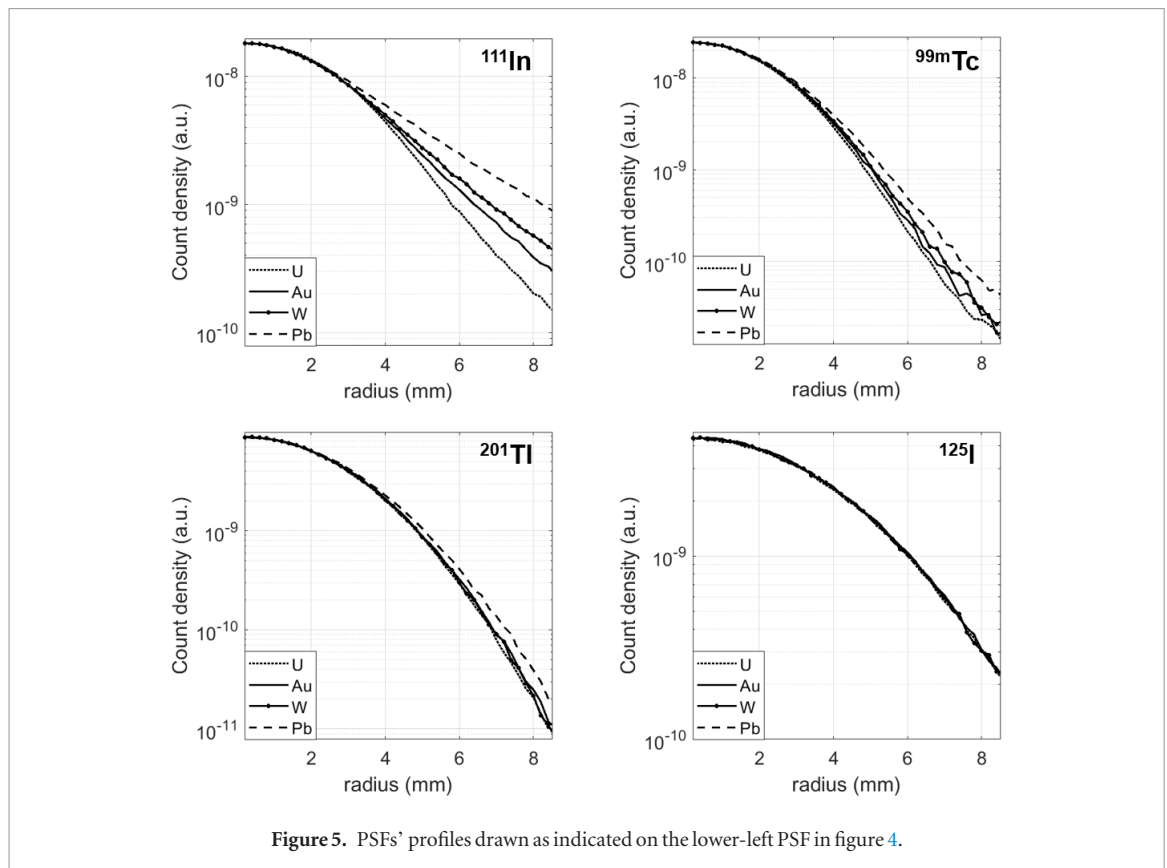 ¹¹¹In
Count density (a.u.)
10⁻⁸
10⁻⁹
10⁻¹⁰
U
Au
W
Pb
2 4 6 8
radius (mm)
⁹⁹ᵐTc
Count density (a.u.)
10⁻⁸
10⁻⁹
10⁻¹⁰
U
Au
W
Pb
2 4 6 8
radius (mm)
²⁰¹Tl
Count density (a.u.)
10⁻⁹
10⁻¹⁰
10⁻¹¹
U
Au
W
Pb
2 4 6 8
radius (mm)
¹²⁵I
Count density (a.u.)
10⁻⁹
10⁻¹⁰
U
Au
W
Pb
2 4 6 8
radius (mm)
Figure 5. PSFs’ profiles drawn as indicated on the lower-left PSF in figure 4.